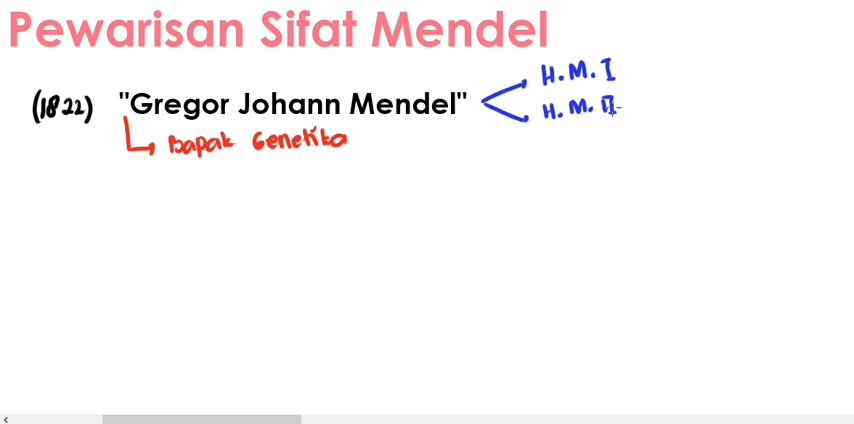 Pewarisan Sifat Mendel
H.M. I
(1822) "Gregor Johann Mendel"
H.M. II
Bapak Genetika